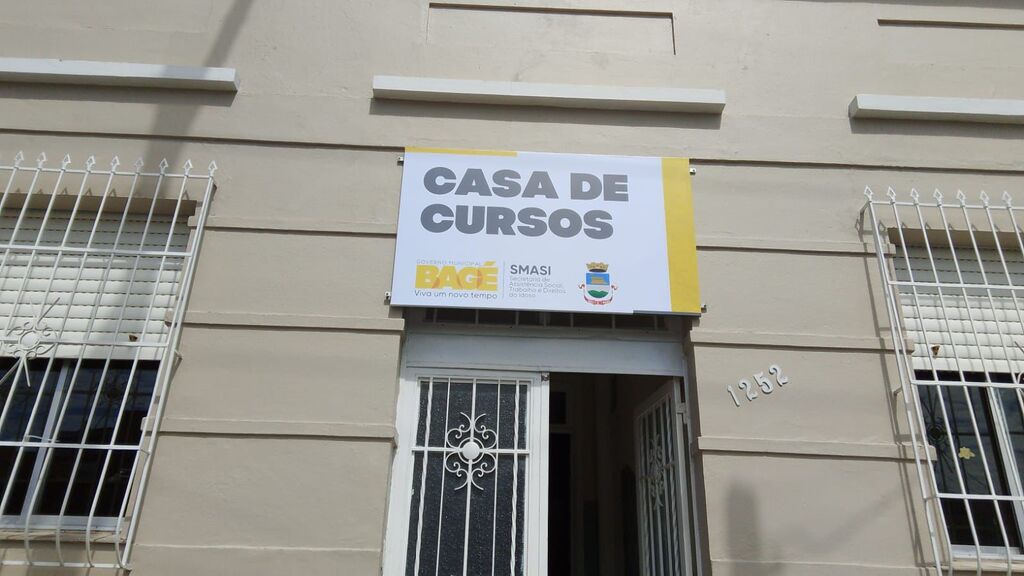 CASA DE
CURSOS
GOVERNO MUNICIPAL
BAGÉ
Viva um novo tempo
SMASI
Secretaria de
Assistência Social,
Trabalho e Direitos
do Idoso
1252